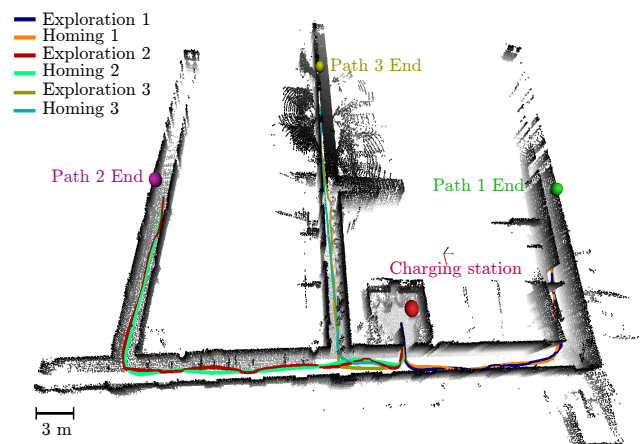 Exploration 1
Homing 1
Exploration 2
Homing 2
Exploration 3
Homing 3
Path 3 End
Path 2 End
Path 1 End
Charging station
3 m